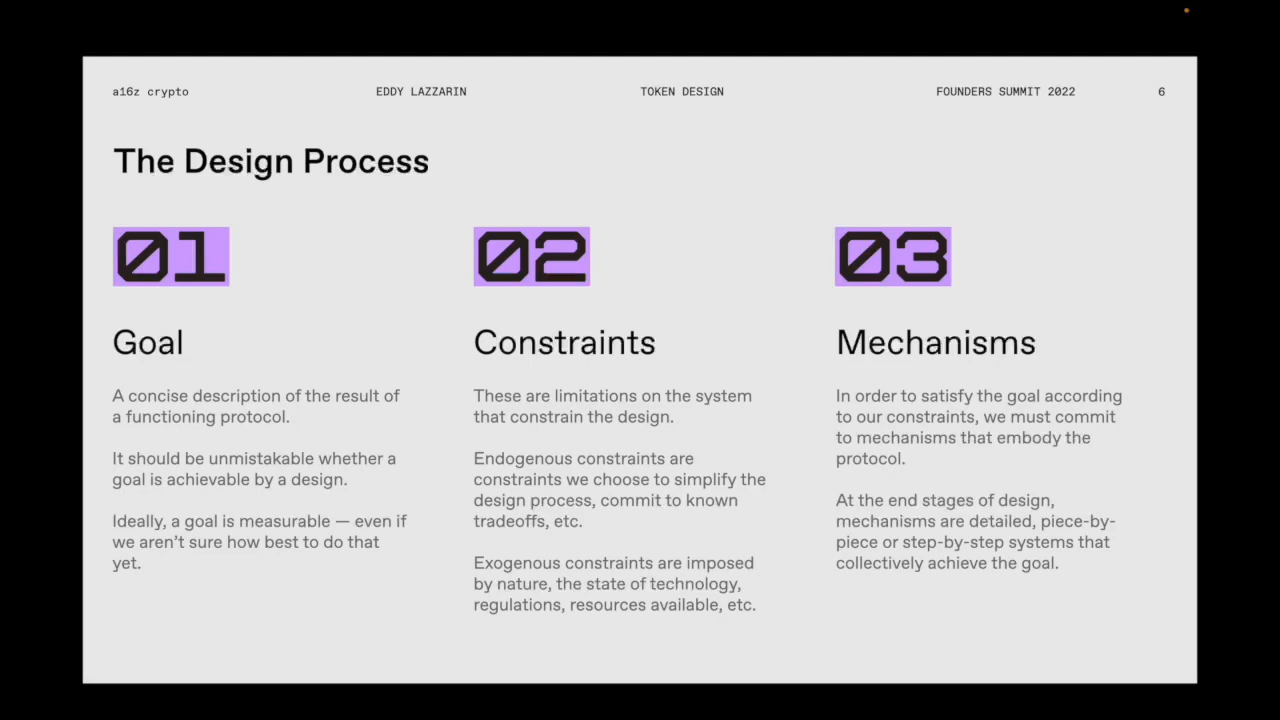 a16z crypto
EDDY LAZZARIN
TOKEN DESIGN
FOUNDERS SUMMIT 2022
6
The Design Process
01
Goal
A concise description of the result of
a functioning protocol.
It should be unmistakable whether a
goal is achievable by a design.
Ideally, a goal is measurable — even if
we aren’t sure how best to do that
yet.
02
Constraints
These are limitations on the system
that constrain the design.
Endogenous constraints are
constraints we choose to simplify the
design process, commit to known
tradeoffs, etc.
Exogenous constraints are imposed
by nature, the state of technology,
regulations, resources available, etc.
03
Mechanisms
In order to satisfy the goal according
to our constraints, we must commit
to mechanisms that embody the
protocol.
At the end stages of design,
mechanisms are detailed, piece-by-
piece or step-by-step systems that
collectively achieve the goal.